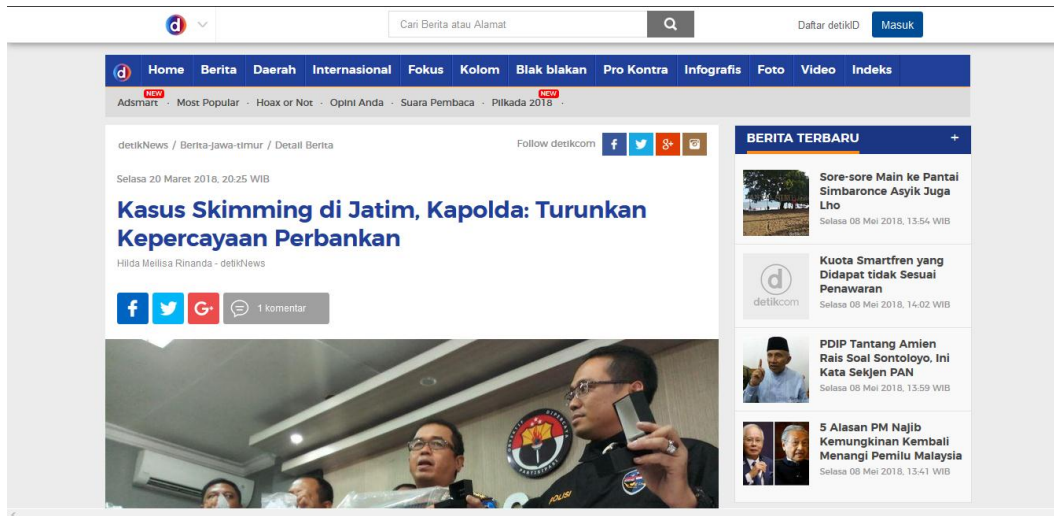 d
Cari Berita atau Alamat
Daftar detikID
Masuk
d Home Berita Daerah Internasional Fokus Kolom Blak blakan Pro Kontra Infografis Foto Video Indeks
NEW NEW
Adsmart · Most Popular · Hoax or Not · Opini Anda · Suara Pembaca · Pilkada 2018 ·
detikNews / Berita-jawa-timur / Detail Berita
Follow detikcom
f
8+
Selasa 20 Maret 2018, 20:25 WIB
Kasus Skimming di Jatim, Kapolda: Turunkan
Kepercayaan Perbankan
Hilda Meilisa Rinanda - detikNews
f
G+
1 komentar
POLISI
BERITA TERBARU +
Sore-sore Main ke Pantai
Simbaronce Asyik Juga
Lho
Selasa 08 Mei 2018, 13:54 WIB
d
detikcom
Kuota Smartfren yang
Didapat tidak Sesuai
Penawaran
Selasa 08 Mei 2018, 14:02 WIB
PDIP Tantang Amien
Rais Soal Sontoloyo, Ini
Kata Sekjen PAN
Selasa 08 Mei 2018, 13:59 WIB
5 Alasan PM Najib
Kemungkinan Kembali
Menangi Pemilu Malaysia
Selasa 08 Mei 2018, 13:41 WIB